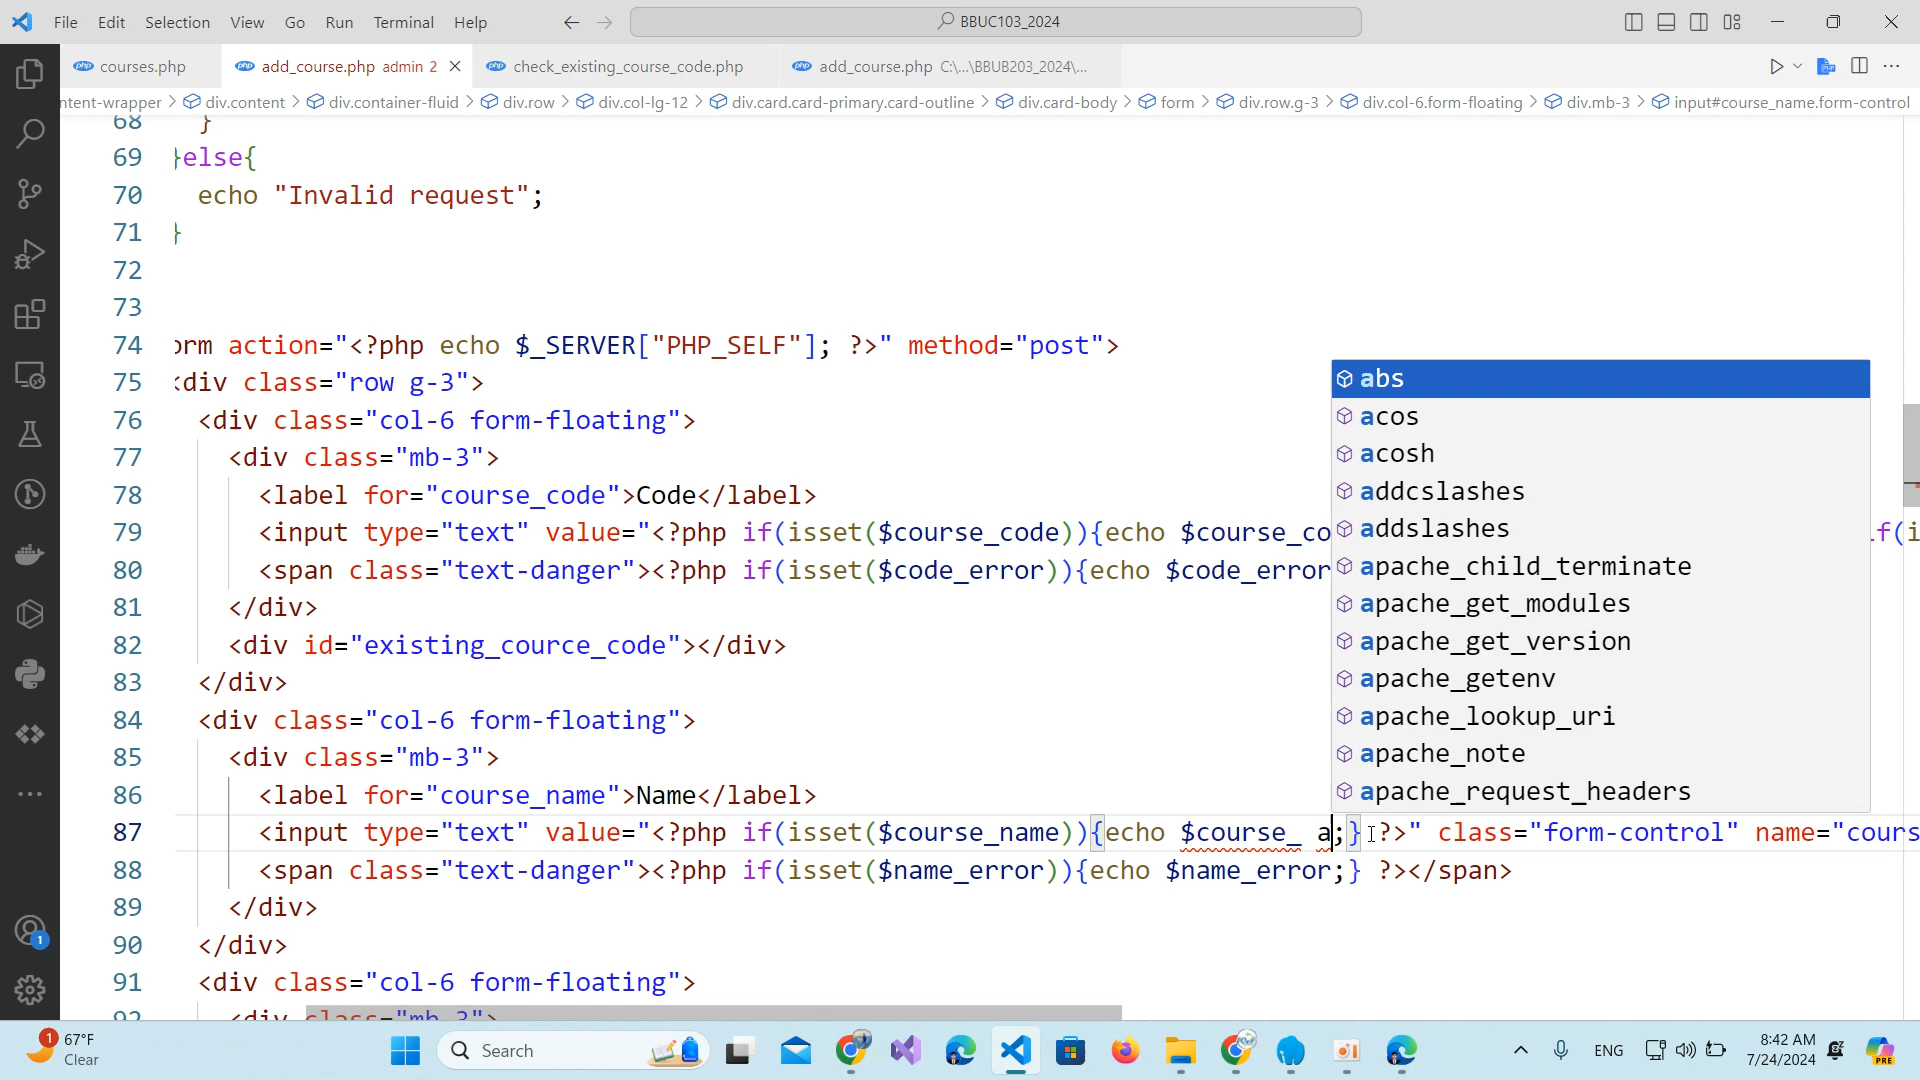 File Edit Selection View Go Run Terminal Help BBUC103_2024
courses.php add_course.php admin 2 check_existing_course_code.php add_course.php C:\...\BBUB203_2024\...
ntent-wrapper div.content div.container-fluid div.row div.col-lg-12 div.card.card-primary.card-outline div.card-body form div.row.g-3 div.col-6.form-floating div.mb-3 input#course_name.form-control
68 }
69 }else{
70 echo "Invalid request";
71 }
72
73
74 orm action="<?php echo $_SERVER["PHP_SELF"]; ?>" method="post">
75 <div class="row g-3">
76 <div class="col-6 form-floating">
77 <div class="mb-3">
78 <label for="course_code">Code</label>
79 <input type="text" value="<?php if(isset($course_code)){echo $course_co if(i
80 <span class="text-danger"><?php if(isset($code_error)){echo $code_error
81 </div>
82 <div id="existing_cource_code"></div>
83 </div>
84 <div class="col-6 form-floating">
85 <div class="mb-3">
86 <label for="course_name">Name</label>
87 <input type="text" value="<?php if(isset($course_name)){echo $course_ a;} ?>" class="form-control" name="cours
88 <span class="text-danger"><?php if(isset($name_error)){echo $name_error;} ?></span>
89 </div>
90 </div>
91 <div class="col-6 form-floating">
92 <div class="mb-3">
abs
acos
acosh
addcslashes
addslashes
apache_child_terminate
apache_get_modules
apache_get_version
apache_getenv
apache_lookup_uri
apache_note
apache_request_headers
1
1 67°F
Clear
Search
ENG
8:42 AM
7/24/2024
PRE